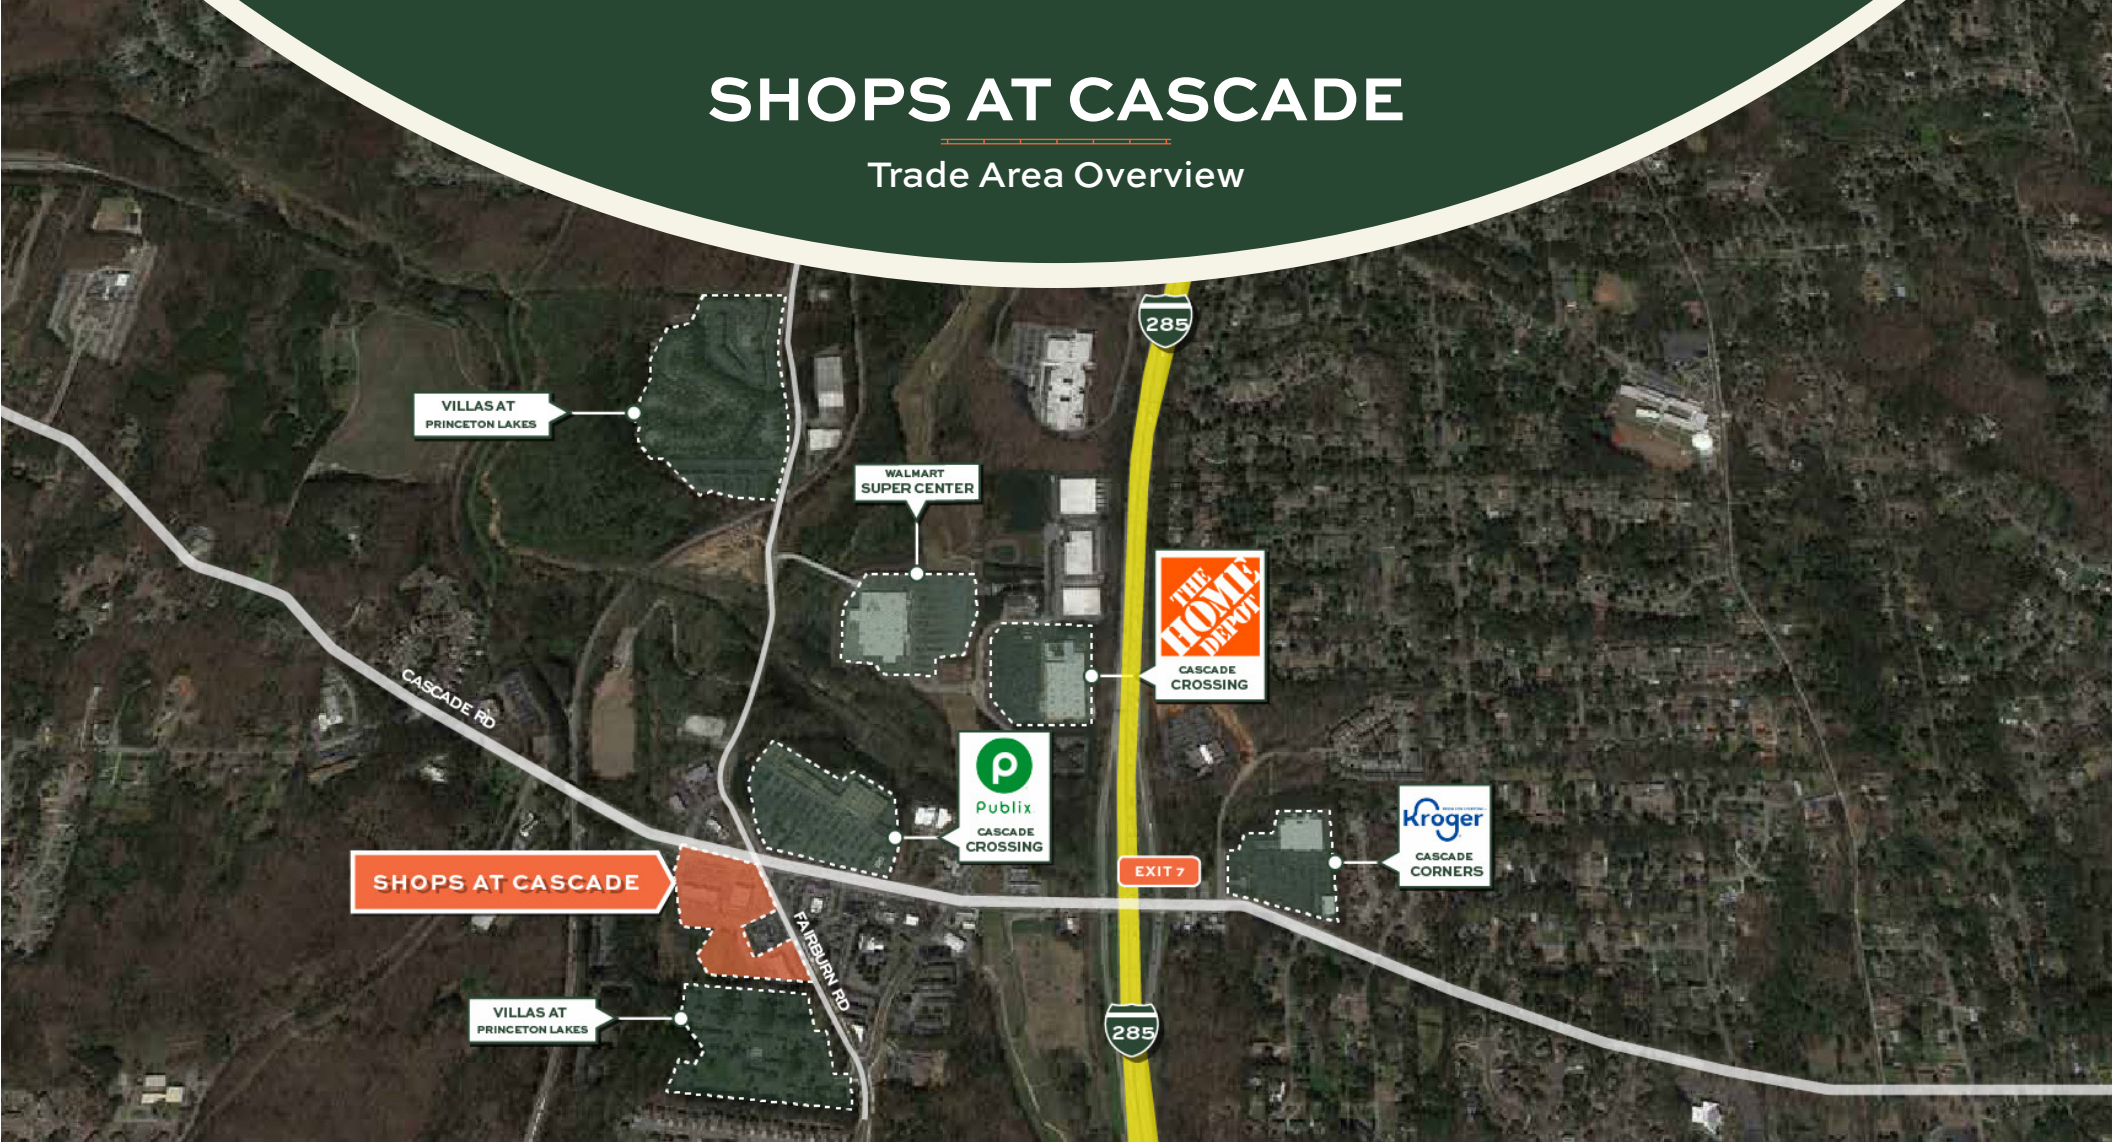 SHOPS AT CASCADE
Trade Area Overview
285
VILLAS AT
PRINCETON LAKES
WALMART
SUPER CENTER
THE
HOME
DEPOT
CASCADE
CROSSING
CASCADE RD
Publix
CASCADE
CROSSING
Kroger
CASCADE
CORNERS
EXIT 7
SHOPS AT CASCADE
FAIRBURN RD
VILLAS AT
PRINCETON LAKES
285